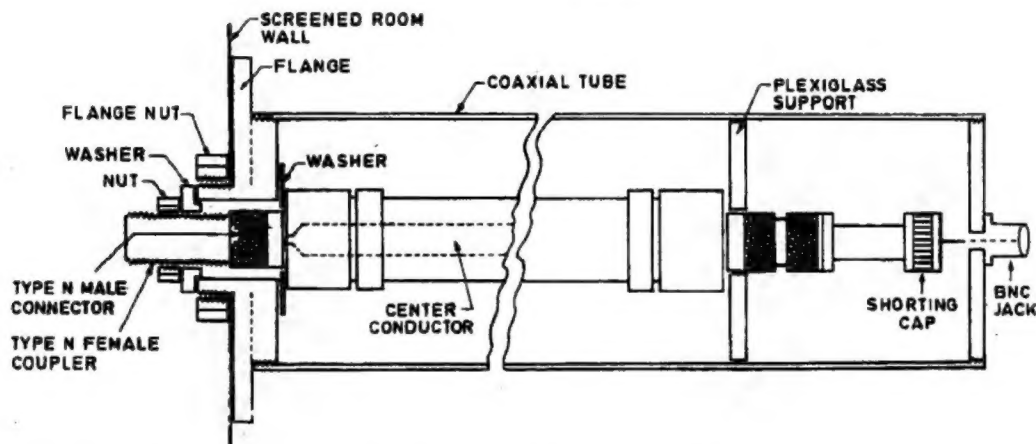 SCREENED ROOM
WALL
FLANGE
COAXIAL TUBE
PLEXIGLASS
SUPPORT
FLANGE NUT
WASHER
NUT
WASHER
TYPE N MALE
CONNECTOR
TYPE N FEMALE
COUPLER
CENTER
CONDUCTOR
SHORTING
CAP
BNC
JACK